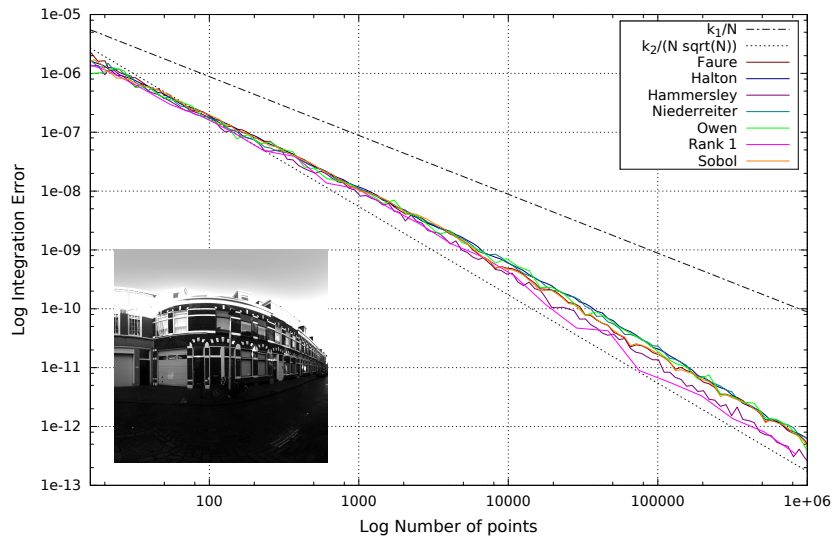 1e-05
1e-06
1e-07
1e-08
1e-09
1e-10
1e-11
1e-12
1e-13
Log Integration Error
k₁/N
k₂/(N sqrt(N))
Faure
Halton
Hammersley
Niederreiter
Owen
Rank 1
Sobol
100 1000 10000 100000 1e+06
Log Number of points